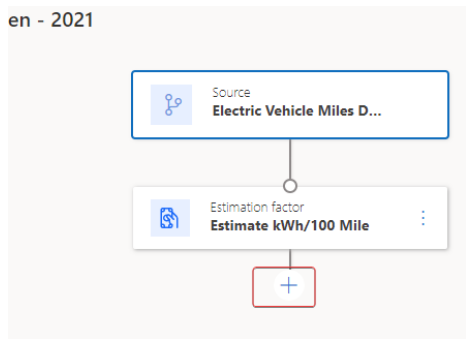 en - 2021
Source
Electric Vehicle Miles D...
Estimation factor
Estimate kWh/100 Mile